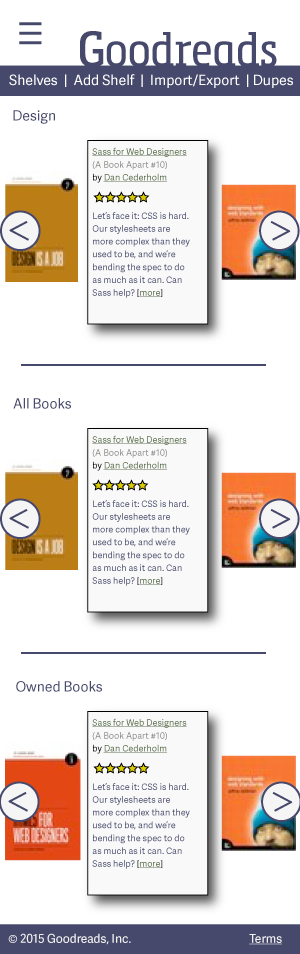 Goodreads
Shelves | Add Shelf | Import/Export | Dupes
Design
Sass for Web Designers
(A Book Apart #10)
by Dan Cederholm
Let's face it: CSS is hard.
Our stylesheets are
more complex than they
used to be, and we're
bending the spec to do
as much as it can. Can
Sass help? [more]
DESIGN IS A JOB
designing with
web standards
<
>
All Books
Sass for Web Designers
(A Book Apart #10)
by Dan Cederholm
Let's face it: CSS is hard.
Our stylesheets are
more complex than they
used to be, and we're
bending the spec to do
as much as it can. Can
Sass help? [more]
DESIGN IS A JOB
designing with
web standards
<
>
Owned Books
Sass for Web Designers
(A Book Apart #10)
by Dan Cederholm
Let's face it: CSS is hard.
Our stylesheets are
more complex than they
used to be, and we're
bending the spec to do
as much as it can. Can
Sass help? [more]
FOR
WEB DESIGNERS
designing with
web standards
<
>
© 2015 Goodreads, Inc.
Terms